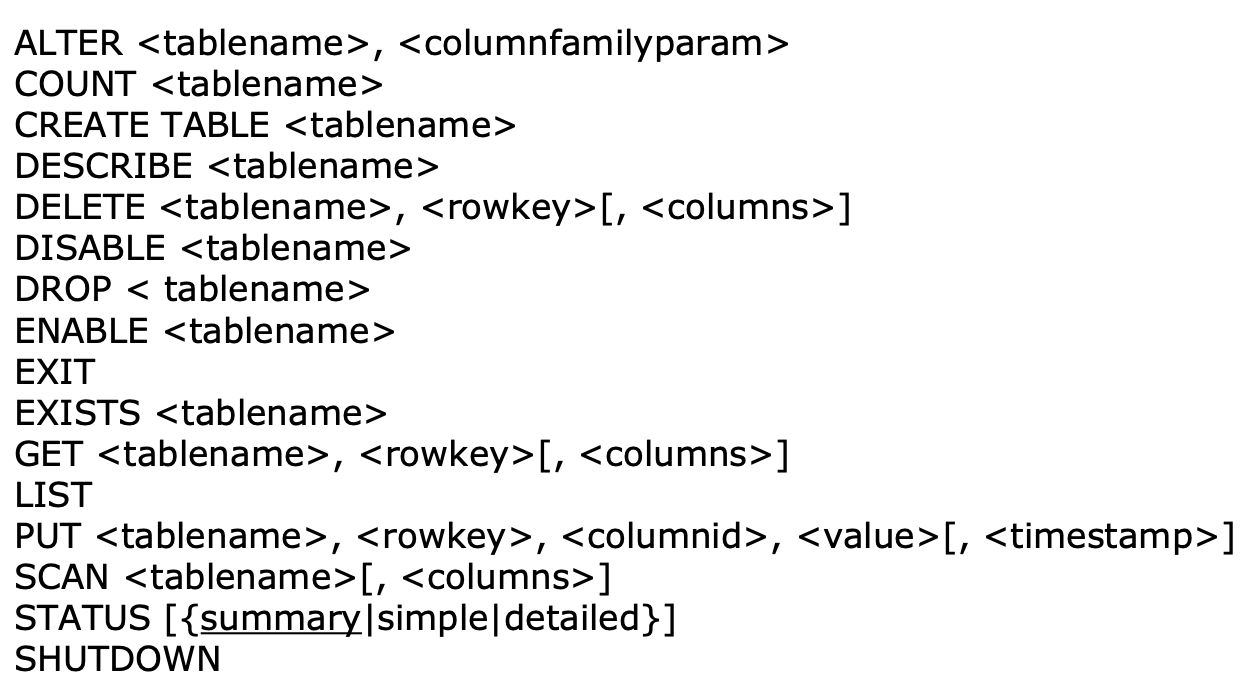 ALTER <tablename>, <columnfamilyparam>
COUNT <tablename>
CREATE TABLE <tablename>
DESCRIBE <tablename>
DELETE <tablename>, <rowkey>[, <columns>]
DISABLE <tablename>
DROP < tablename>
ENABLE <tablename>
EXIT
EXISTS <tablename>
GET <tablename>, <rowkey>[, <columns>]
LIST
PUT <tablename>, <rowkey>, <columnid>, <value>[, <timestamp>]
SCAN <tablename>[, <columns>]
STATUS [{summary|simple|detailed}]
SHUTDOWN